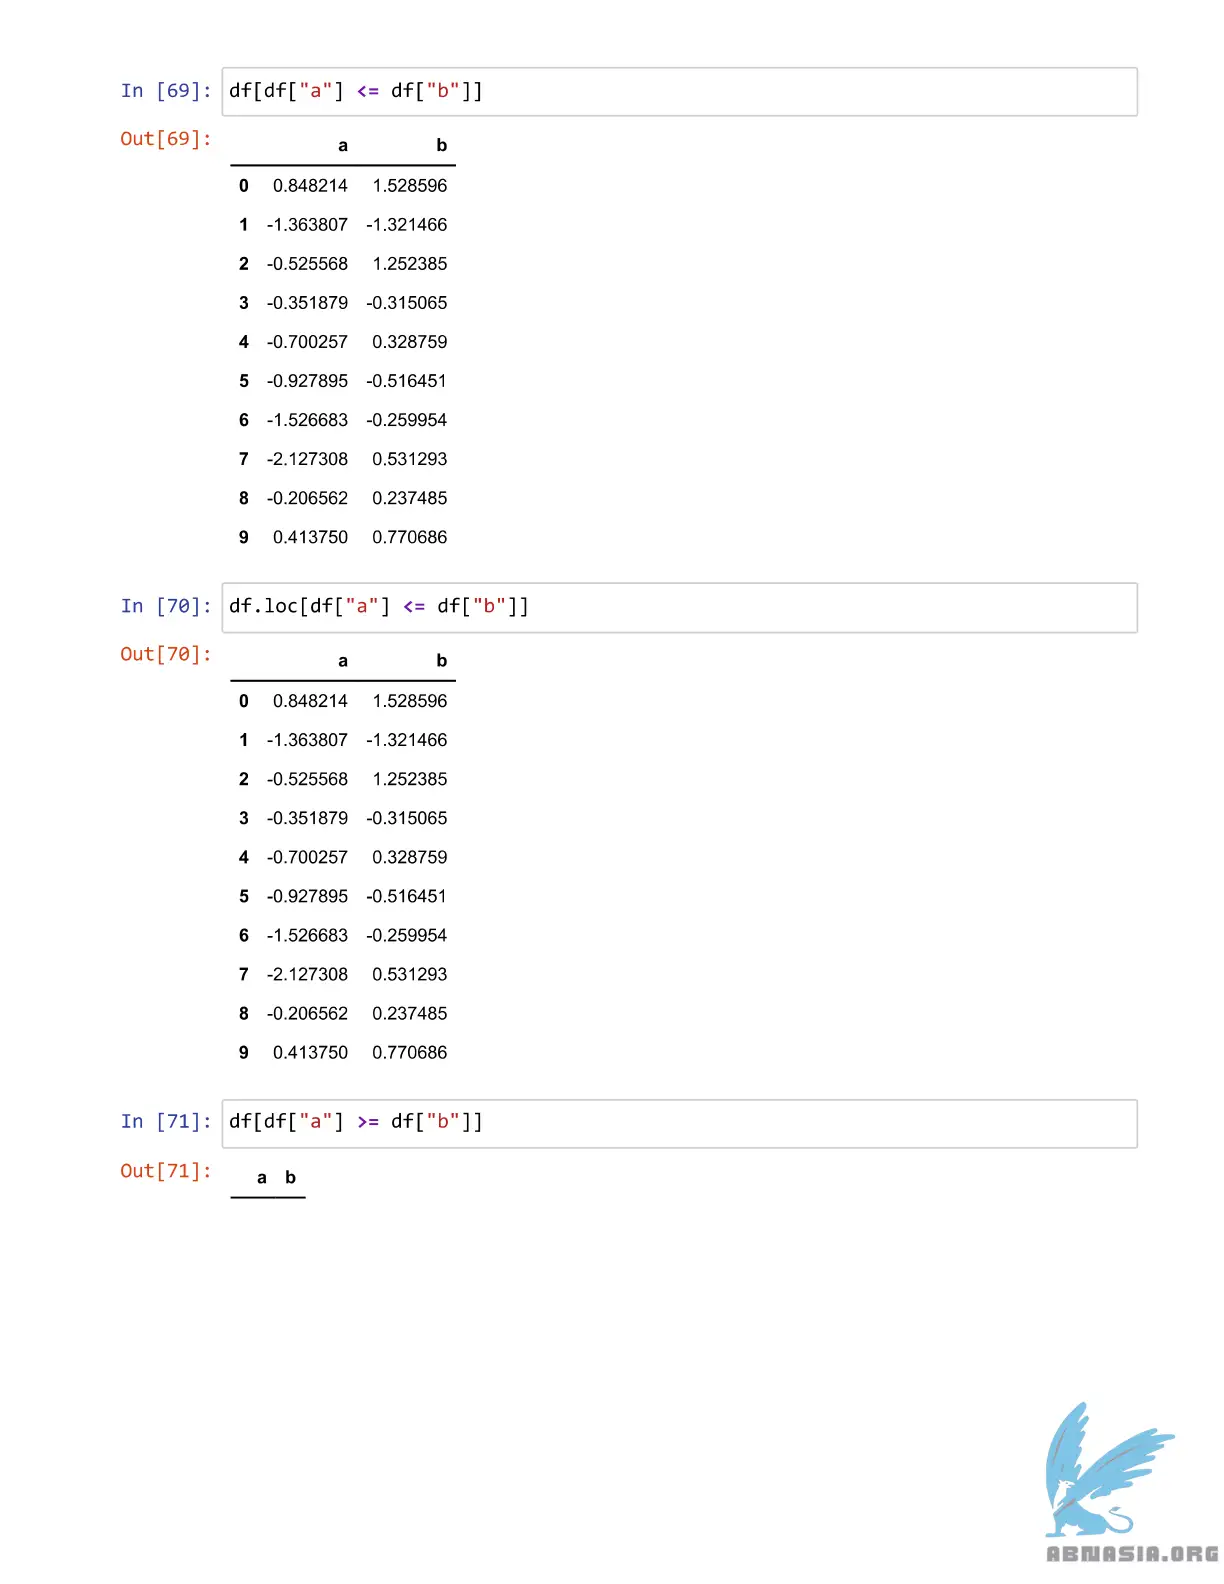 In [69]: df[df["a"] <= df["b"]]
Out[69]:
a b
0 0.848214 1.528596
1 -1.363807 -1.321466
2 -0.525568 1.252385
3 -0.351879 -0.315065
4 -0.700257 0.328759
5 -0.927895 -0.516451
6 -1.526683 -0.259954
7 -2.127308 0.531293
8 -0.206562 0.237485
9 0.413750 0.770686
In [70]: df.loc[df["a"] <= df["b"]]
Out[70]:
a b
0 0.848214 1.528596
1 -1.363807 -1.321466
2 -0.525568 1.252385
3 -0.351879 -0.315065
4 -0.700257 0.328759
5 -0.927895 -0.516451
6 -1.526683 -0.259954
7 -2.127308 0.531293
8 -0.206562 0.237485
9 0.413750 0.770686
In [71]: df[df["a"] >= df["b"]]
Out[71]:
a b
ABNASIA.ORG